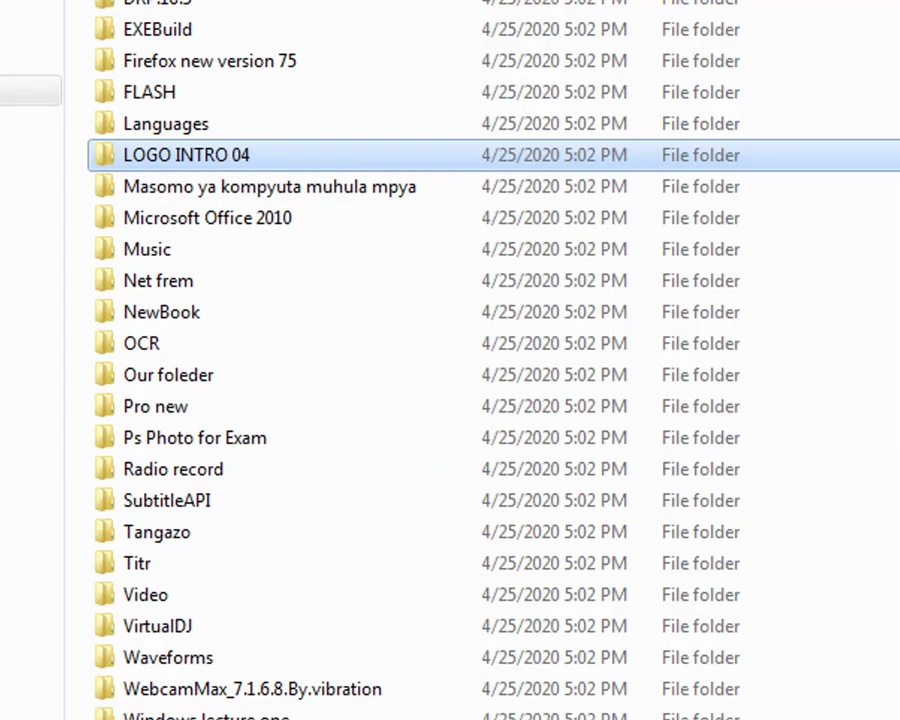 EXEBuild 4/25/2020 5:02 PM File folder
Firefox new version 75 4/25/2020 5:02 PM File folder
FLASH 4/25/2020 5:02 PM File folder
Languages 4/25/2020 5:02 PM File folder
LOGO INTRO 04 4/25/2020 5:02 PM File folder
Masomo ya kompyuta muhula mpya 4/25/2020 5:02 PM File folder
Microsoft Office 2010 4/25/2020 5:02 PM File folder
Music 4/25/2020 5:02 PM File folder
Net frem 4/25/2020 5:02 PM File folder
NewBook 4/25/2020 5:02 PM File folder
OCR 4/25/2020 5:02 PM File folder
Our foleder 4/25/2020 5:02 PM File folder
Pro new 4/25/2020 5:02 PM File folder
Ps Photo for Exam 4/25/2020 5:02 PM File folder
Radio record 4/25/2020 5:02 PM File folder
SubtitleAPI 4/25/2020 5:02 PM File folder
Tangazo 4/25/2020 5:02 PM File folder
Titr 4/25/2020 5:02 PM File folder
Video 4/25/2020 5:02 PM File folder
VirtualDJ 4/25/2020 5:02 PM File folder
Waveforms 4/25/2020 5:02 PM File folder
WebcamMax_7.1.6.8.By.vibration 4/25/2020 5:02 PM File folder